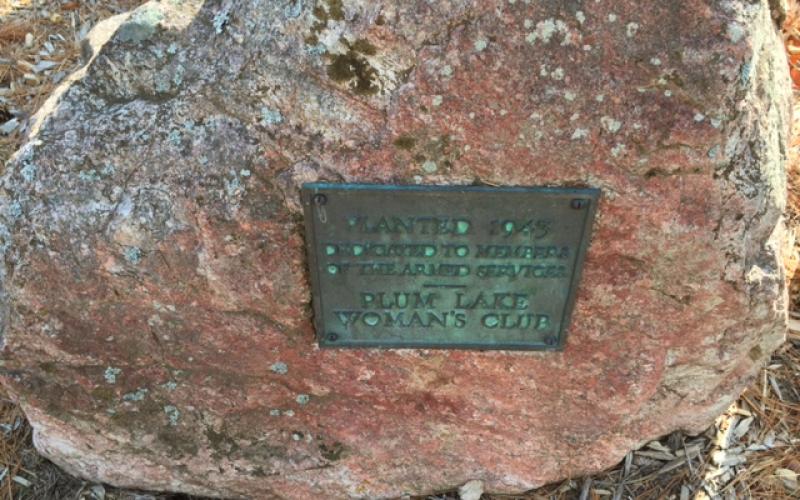 PLANTED 1945
DEDICATED TO MEMBERS
OF THE ARMED SERVICES
PLUM LAKE
WOMAN'S CLUB